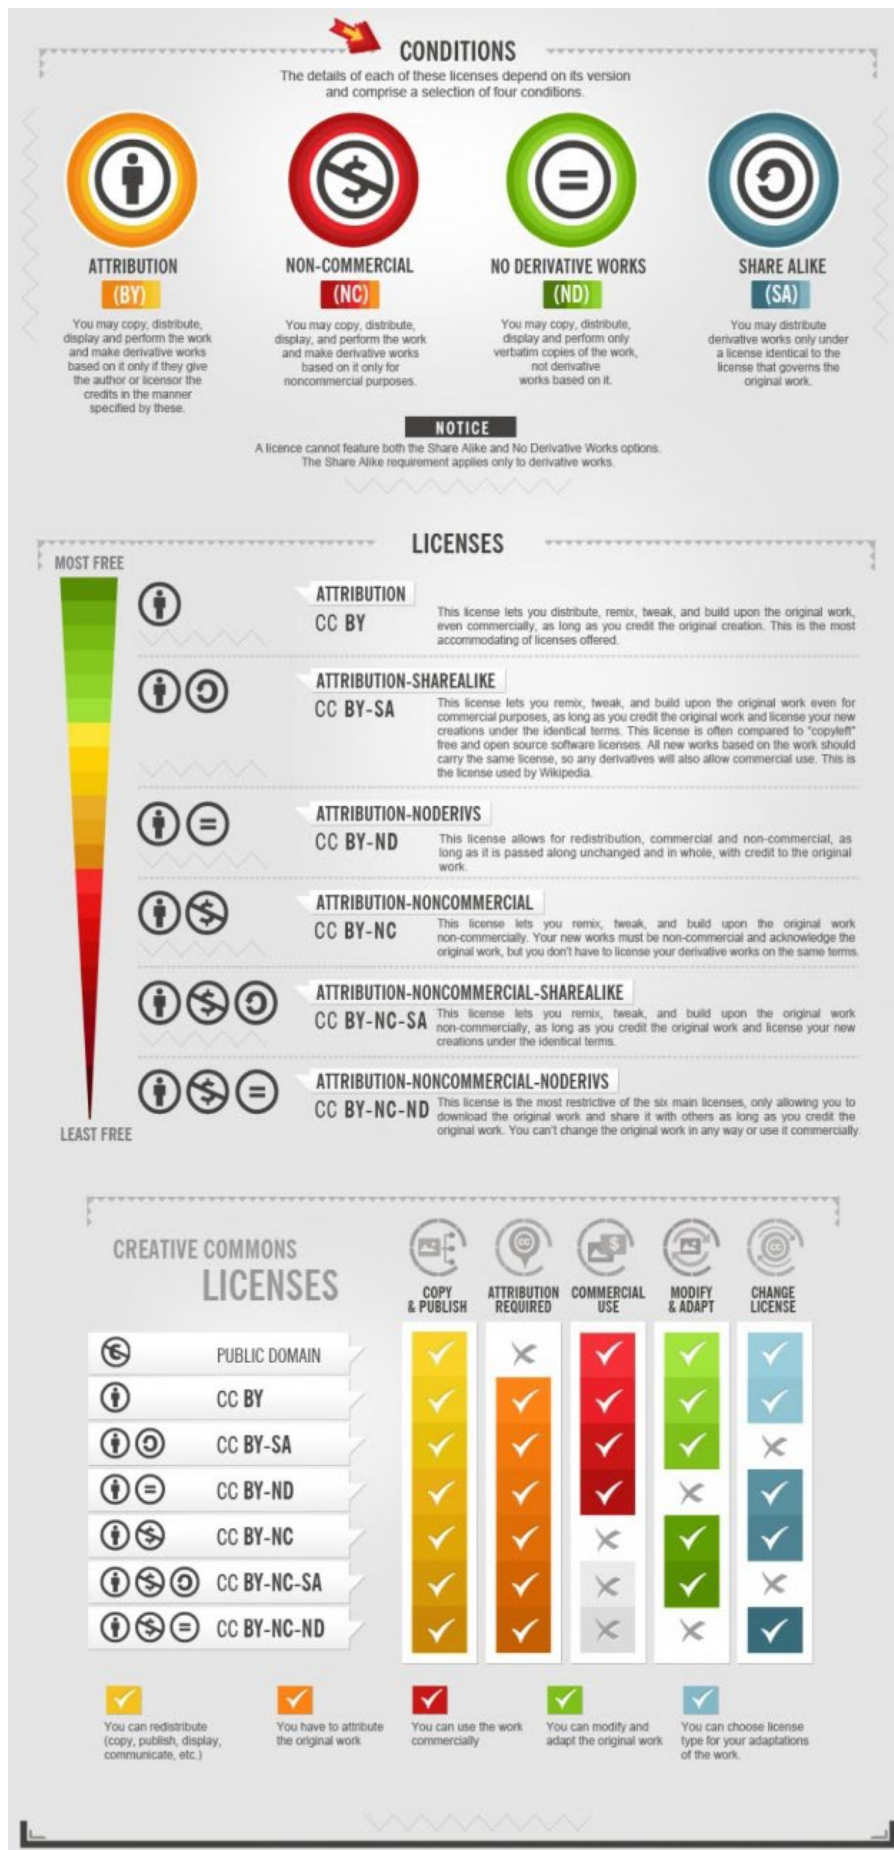 CONDITIONS
The details of each of these licenses depend on its version
and comprise a selection of four conditions.
ATTRIBUTION
(BY)
You may copy, distribute,
display and perform the work
and make derivative works
based on it only if they give
the author or licensor the
credits in the manner
specified by these.
NON-COMMERCIAL
(NC)
You may copy, distribute,
display, and perform the work
and make derivative works
based on it only for
noncommercial purposes.
NO DERIVATIVE WORKS
(ND)
You may copy, distribute,
display and perform only
verbatim copies of the work,
not derivative
works based on it.
SHARE ALIKE
(SA)
You may distribute
derivative works only under
a license identical to the
license that governs the
original work.
NOTICE
A licence cannot feature both the Share Alike and No Derivative Works options.
The Share Alike requirement applies only to derivative works.
LICENSES
MOST FREE
ATTRIBUTION
CC BY
This license lets you distribute, remix, tweak, and build upon the original work,
even commercially, as long as you credit the original creation. This is the most
accommodating of licenses offered.
ATTRIBUTION-SHAREALIKE
CC BY-SA
This license lets you remix, tweak, and build upon the original work even for
commercial purposes, as long as you credit the original work and license your new
creations under the identical terms. This license is often compared to "copyleft"
free and open source software licenses. All new works based on the work should
carry the same license, so any derivatives will also allow commercial use. This is
the license used by Wikipedia.
ATTRIBUTION-NODERIVS
CC BY-ND
This license allows for redistribution, commercial and non-commercial, as
long as it is passed along unchanged and in whole, with credit to the original
work.
ATTRIBUTION-NONCOMMERCIAL
CC BY-NC
This license lets you remix, tweak, and build upon the original work
non-commercially. Your new works must be non-commercial and acknowledge the
original work, but you don't have to license your derivative works on the same terms.
ATTRIBUTION-NONCOMMERCIAL-SHAREALIKE
CC BY-NC-SA
This license lets you remix, tweak, and build upon the original work
non-commercially, as long as you credit the original work and license your new
creations under the identical terms.
ATTRIBUTION-NONCOMMERCIAL-NODERIVS
CC BY-NC-ND
This license is the most restrictive of the six main licenses, only allowing you to
download the original work and share it with others as long as you credit the
original work. You can't change the original work in any way or use it commercially.
LEAST FREE
CREATIVE COMMONS
LICENSES
COPY
& PUBLISH
ATTRIBUTION
REQUIRED
COMMERCIAL
USE
MODIFY
& ADAPT
CHANGE
LICENSE
PUBLIC DOMAIN
CC BY
CC BY-SA
CC BY-ND
CC BY-NC
CC BY-NC-SA
CC BY-NC-ND
You can redistribute
(copy, publish, display,
communicate, etc.)
You have to attribute
the original work
You can use the work
commercially
You can modify and
adapt the original work
You can choose license
type for your adaptations
of the work.